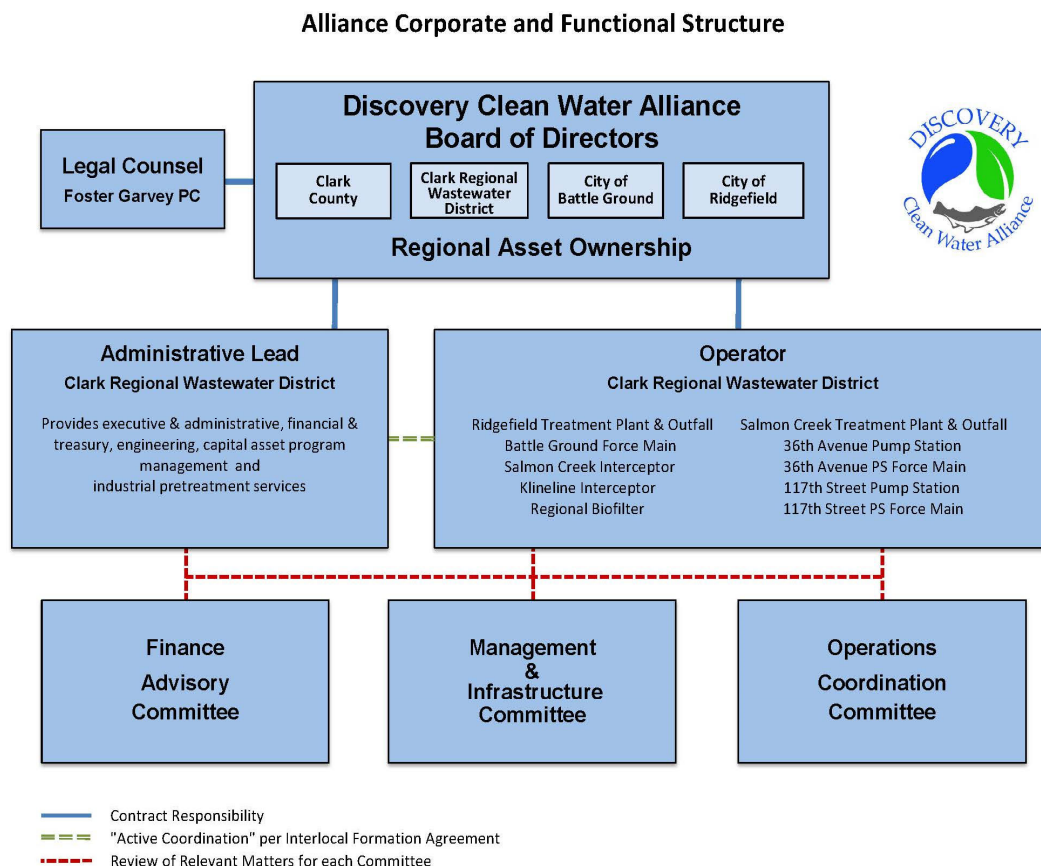 Alliance Corporate and Functional Structure
Discovery Clean Water Alliance
Board of Directors
Legal Counsel
Foster Garvey PC
Clark
County
Clark Regional
Wastewater
District
City of
Battle Ground
City of
Ridgefield
Regional Asset Ownership
DISCOVERY
Clean Water Alliance
Administrative Lead
Clark Regional Wastewater District
Provides executive & administrative, financial &
treasury, engineering, capital asset program
management and
industrial pretreatment services
Operator
Clark Regional Wastewater District
Ridgefield Treatment Plant & Outfall
Battle Ground Force Main
Salmon Creek Interceptor
Klineline Interceptor
Regional Biofilter
Salmon Creek Treatment Plant & Outfall
36th Avenue Pump Station
36th Avenue PS Force Main
117th Street Pump Station
117th Street PS Force Main
Finance
Advisory
Committee
Management
&
Infrastructure
Committee
Operations
Coordination
Committee
Contract Responsibility
"Active Coordination" per Interlocal Formation Agreement
Review of Relevant Matters for each Committee